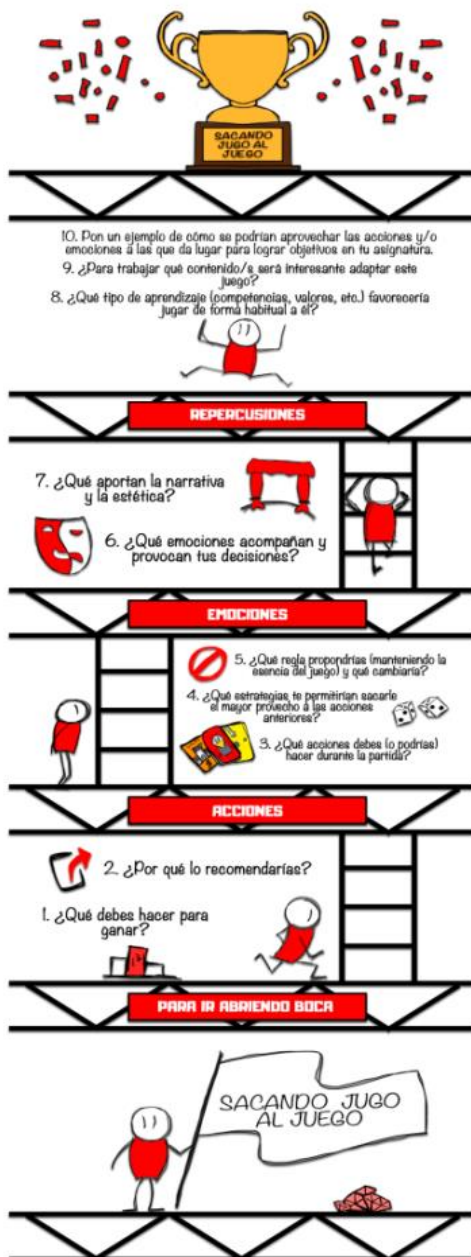 SACANDO
JUGO AL
JUEGO
10. Pon un ejemplo de cómo se podrían aprovechar las acciones y/o
emociones a las que da lugar para lograr objetivos en tu asignatura.
9. ¿Para trabajar qué contenido/s será interesante adaptar este
juego?
8. ¿Qué tipo de aprendizaje (competencias, valores, etc.) favorecería
jugar de forma habitual a él?
REPERCUSIONES
7. ¿Qué aportan la narrativa
y la estética?
6. ¿Qué emociones acompañan y
provocan tus decisiones?
EMOCIONES
5. ¿Qué regla propondrías (manteniendo la
esencia del juego) y qué cambiaría?
4. ¿Qué estrategias te permitirían sacarle
el mayor provecho a las acciones
anteriores?
3. ¿Qué acciones debes (o podrías)
hacer durante la partida?
ACCIONES
2. ¿Por qué lo recomendarías?
1. ¿Qué debes hacer para
ganar?
PARA IR ABRIENDO BOCA
SACANDO JUGO
AL JUEGO